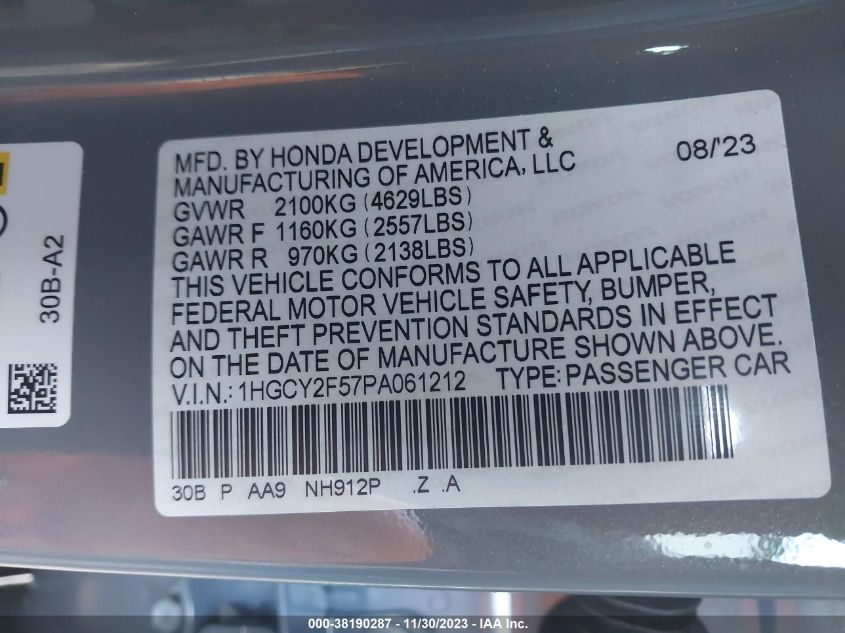 MFD. BY HONDA DEVELOPMENT &
MANUFACTURING OF AMERICA, LLC 08/'23
GVWR 2100KG (4629LBS)
GAWR F 1160KG (2557LBS)
GAWR R 970KG (2138LBS)
THIS VEHICLE CONFORMS TO ALL APPLICABLE
FEDERAL MOTOR VEHICLE SAFETY, BUMPER,
AND THEFT PREVENTION STANDARDS IN EFFECT
ON THE DATE OF MANUFACTURE SHOWN ABOVE.
V.I.N.: 1HGCY2F57PA061212 TYPE: PASSENGER CAR
30B P AA9 NH912P .Z .A
30B-A2
000-38190287 - 11/30/2023 - IAAI Inc.